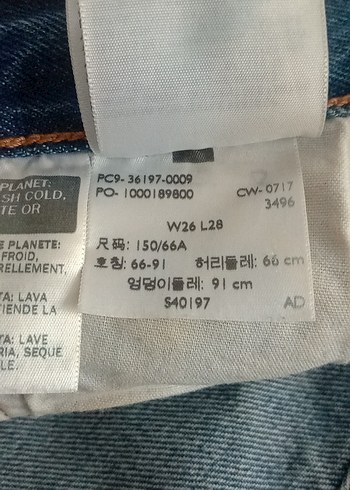 PLANET:
SH COLD,
TE OR
E PLANETE:
FROID,
RELLEMENT,
TA: LAVA
TIENDE LA
TA: LAVE
RIA, SEQUE
LE.
PC9- 36197-0009
PO- 1000189800 CW- 0717
3496
W26 L28
尺码: 150/66A
호칭: 66-91 허리둘레: 66 cm
엉덩이둘레: 91 cm
S40197 AD